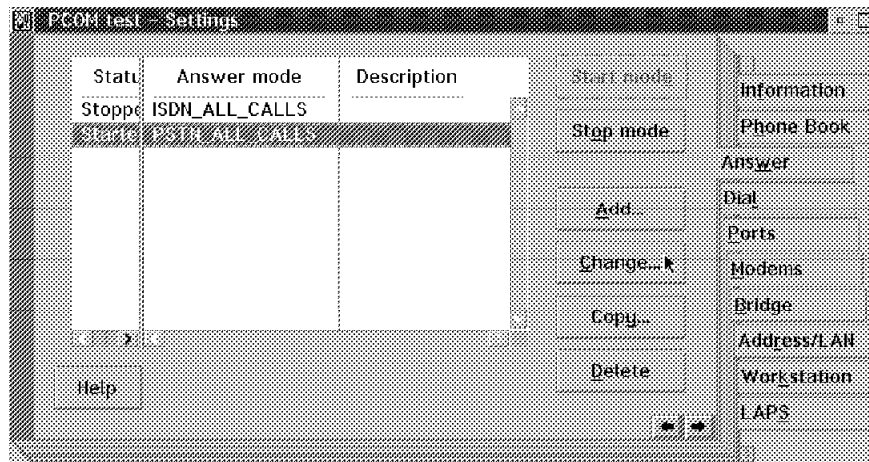 PCOM test - Settings
Statu Answer mode Description
Stoppe ISDN_ALL_CALLS
Starte PSTN_ALL_CALLS
Start mode
Stop mode
Add...
Change...
Copy...
Delete
Help
Information
Phone Book
Answer
Dial
Ports
Modems
Bridge
Address/LAN
Workstation
LAPS